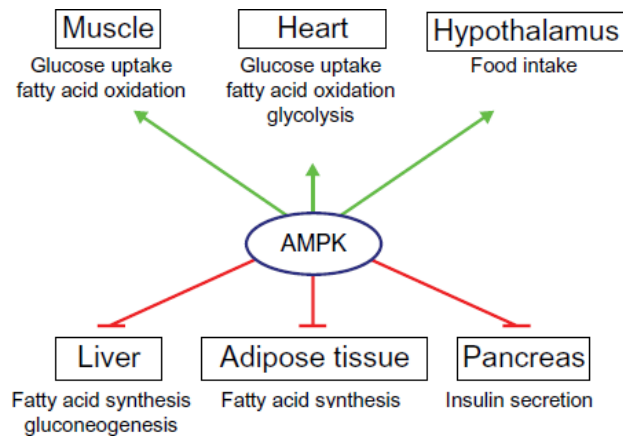 Muscle
Glucose uptake
fatty acid oxidation
Heart
Glucose uptake
fatty acid oxidation
glycolysis
Hypothalamus
Food intake
AMPK
Liver
Fatty acid synthesis
gluconeogenesis
Adipose tissue
Fatty acid synthesis
Pancreas
Insulin secretion